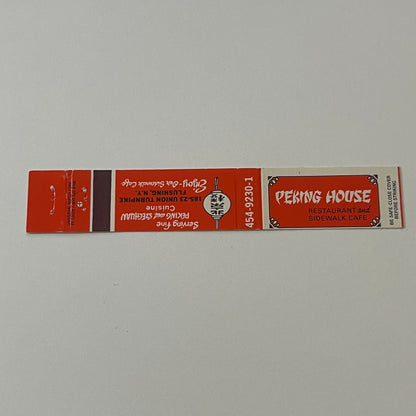 PEKING HOUSE
RESTAURANT and
SIDEWALK CAFE
BE SAFE-CLOSE COVER
BEFORE STRIKING
454-9230-1
Serving fine
PEKING and SZECHUAN
Cuisine
185-23 UNION TURNPIKE
FLUSHING, N.Y.
Enjoy Our Sidewalk Cafe